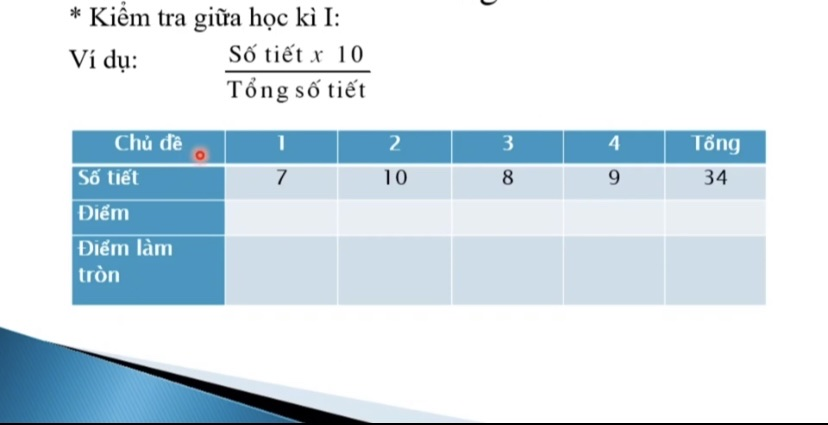 * Kiểm tra giữa học kì I:
Ví dụ: Số tiết x 10
Tổng số tiết
Chủ đề 1 2 3 4 Tổng
Số tiết 7 10 8 9 34
Điểm
Điểm làm
tròn